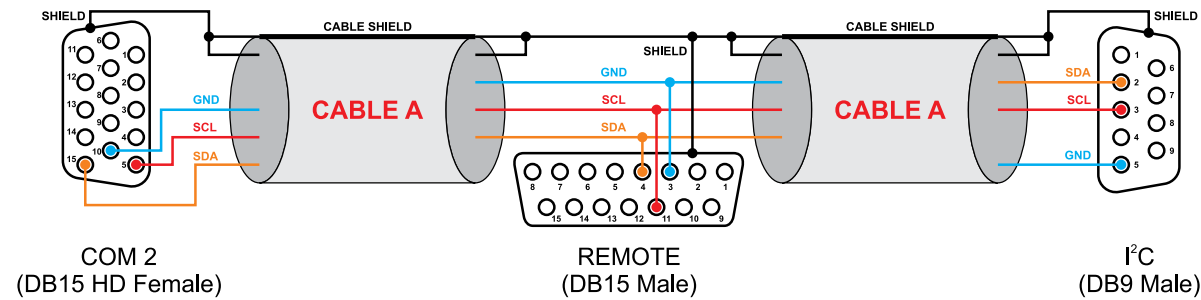 SHIELD
CABLE SHIELD
SHIELD
CABLE SHIELD
SHIELD
11
6
1
12
7
2
13
8
3
14
9
4
15
10
5
GND
SCL
SDA
CABLE A
GND
SCL
SDA
CABLE A
SDA
SCL
GND
1
6
2
7
3
8
4
9
5
8
7
6
5
4
3
2
1
15
14
13
12
11
10
9
COM 2
(DB15 HD Female)
REMOTE
(DB15 Male)
I²C
(DB9 Male)